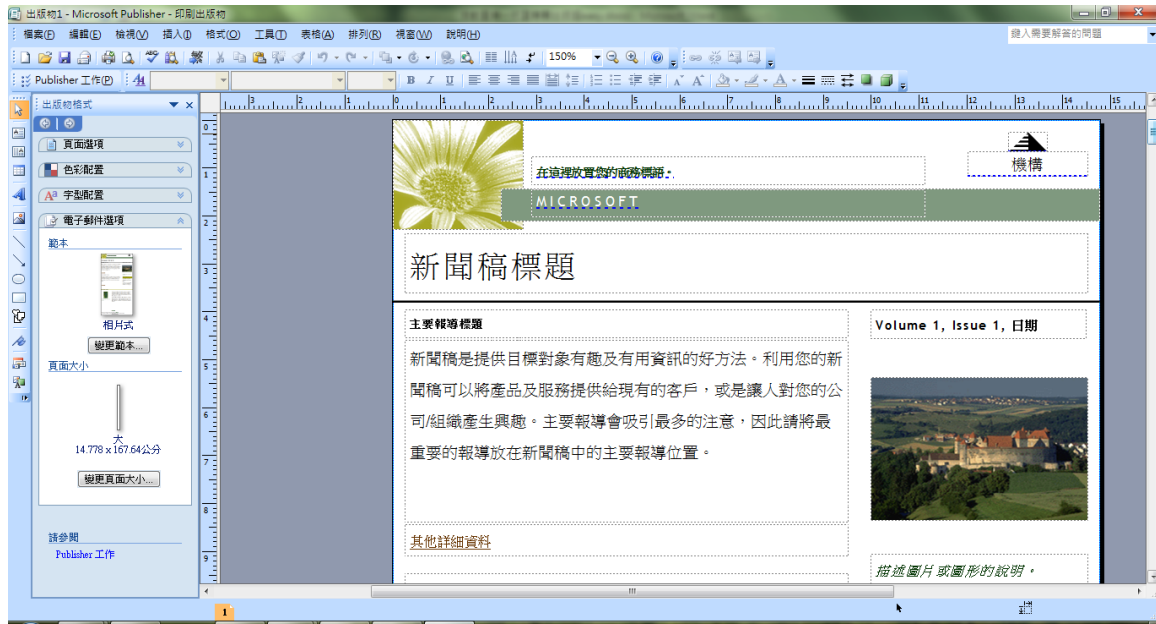 出版物1 - Microsoft Publisher - 印刷出版物
檔案(F) 編輯(E) 檢視(V) 插入(I) 格式(O) 工具(T) 表格(A) 排列(R) 視窗(W) 說明(H) 鍵入需要解答的問題
150%
Publisher 工作(P)
出版物格式
頁面選項
色彩配置
字型配置
電子郵件選項
範本
相片式
變更範本...
頁面大小
大
14.778 x 167.64公分
變更頁面大小...
請參閱
Publisher 工作
在這裡放置您的商務標語。
機構
MICROSOFT
新聞稿標題
主要報導標題
Volume 1, Issue 1, 日期
新聞稿是提供目標對象有趣及有用資訊的好方法。利用您的新
聞稿可以將產品及服務提供給現有的客戶，或是讓人對您的公
司/組織產生興趣。主要報導會吸引最多的注意，因此請將最
重要的報導放在新聞稿中的主要報導位置。
其他詳細資料
描述圖片或圖形的說明。
1